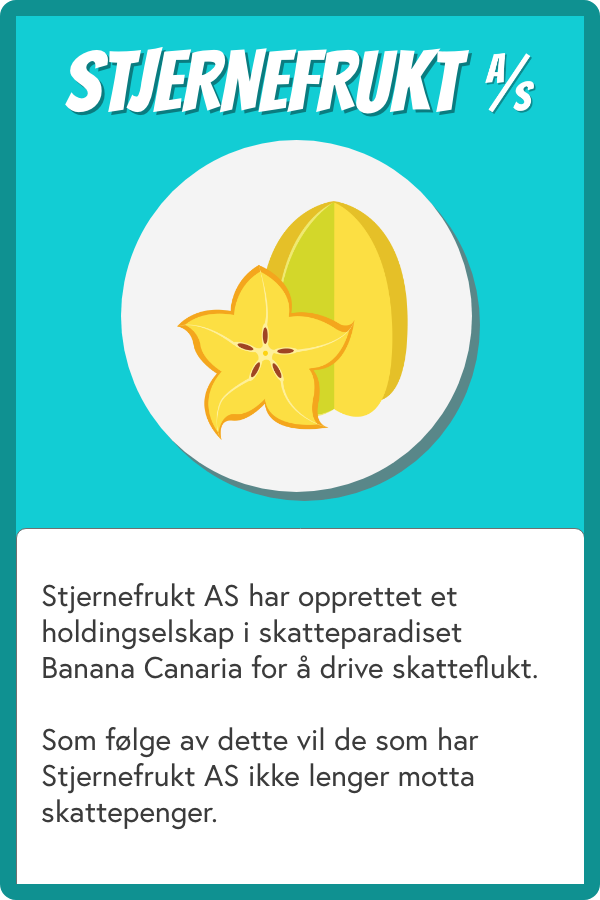 STJERNEFRUKT A/S
Stjernefrukt AS har opprettet et
holdingselskap i skatteparadiset
Banana Canaria for å drive skatteflukt.
Som følge av dette vil de som har
Stjernefrukt AS ikke lenger motta
skattepenger.